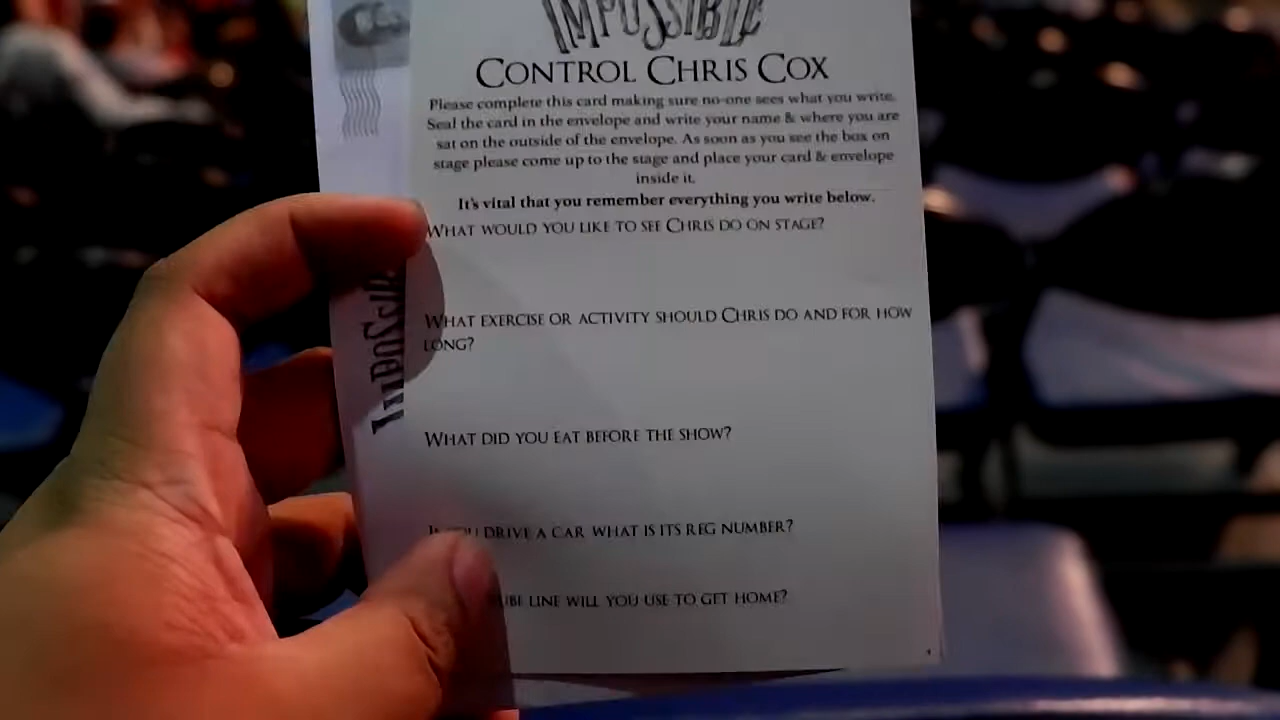 IMPOSSIBLE
CONTROL CHRIS COX
Please complete this card making sure no-one sees what you write.
Seal the card in the envelope and write your name & where you are
sat on the outside of the envelope. As soon as you see the box on
stage please come up to the stage and place your card & envelope
inside it.
It's vital that you remember everything you write below.
WHAT WOULD YOU LIKE TO SEE CHRIS DO ON STAGE?
WHAT EXERCISE OR ACTIVITY SHOULD CHRIS DO AND FOR HOW
LONG?
WHAT DID YOU EAT BEFORE THE SHOW?
IF YOU DRIVE A CAR WHAT IS ITS REG NUMBER?
LINE WILL YOU USE TO GET HOME?
IMPOSSIBLE